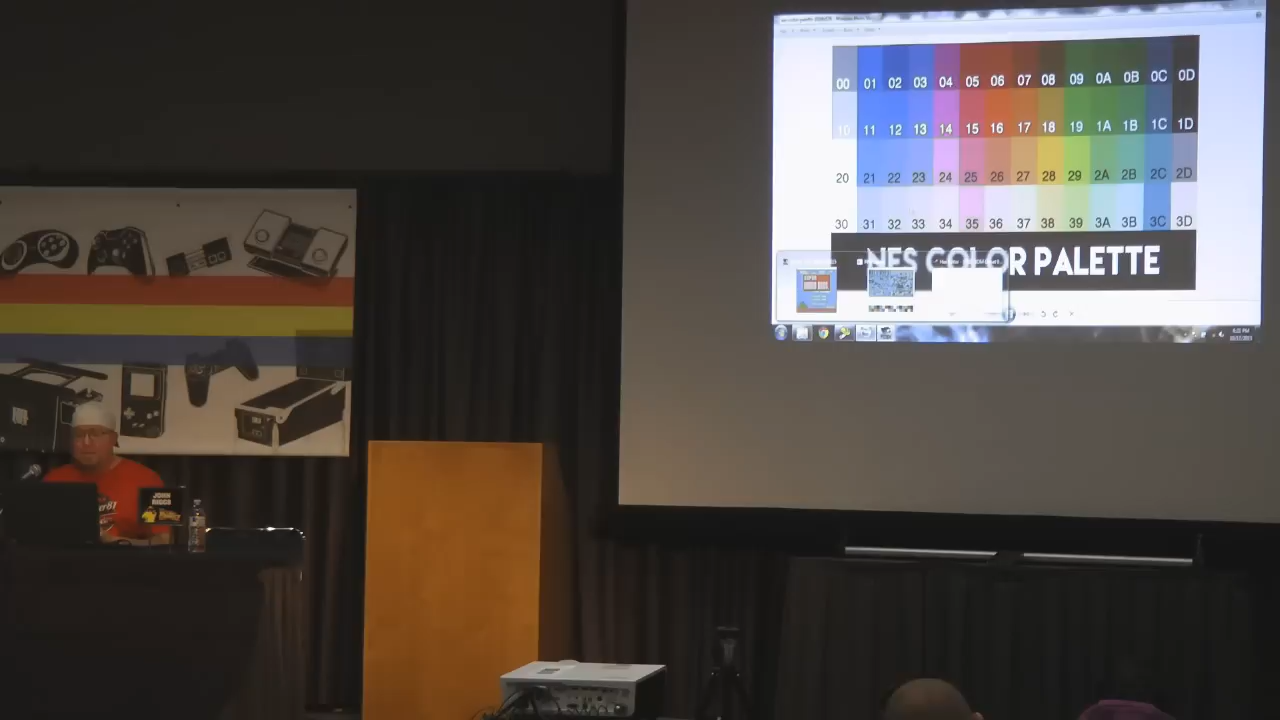 00 01 02 03 04 05 06 07 08 09 0A 0B 0C 0D
10 11 12 13 14 15 16 17 18 19 1A 1B 1C 1D
20 21 22 23 24 25 26 27 28 29 2A 2B 2C 2D
30 31 32 33 34 35 36 37 38 39 3A 3B 3C 3D
NES COLOR PALETTE
JOHN
RIGGS